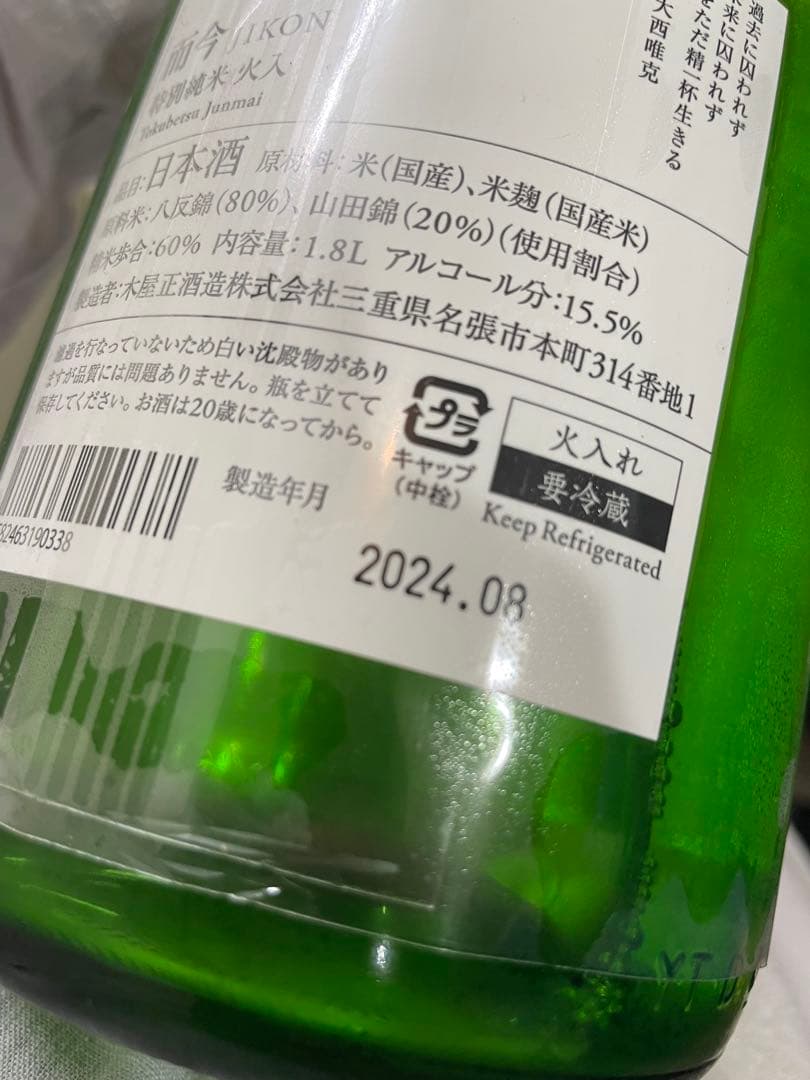 過去に囚われず
未来に囚われず
をただ精一杯生きる
大西唯克
而今 JIKON
特別純米 火入
Tokubetsu Junmai
品目:日本酒 原材料:米(国産)、米麹(国産米)
原料米:八反錦(80%)、山田錦(20%)(使用割合)
精米歩合:60% 内容量:1.8L アルコール分:15.5%
製造者:木屋正酒造株式会社三重県名張市本町314番地1
濾過を行なっていないため白い沈殿物があり
ますが品質には問題ありません。瓶を立てて
保存してください。お酒は20歳になってから。
プラ
キャップ
(中栓)
火入れ
要冷蔵
Keep Refrigerated
82463190338
製造年月
2024.08